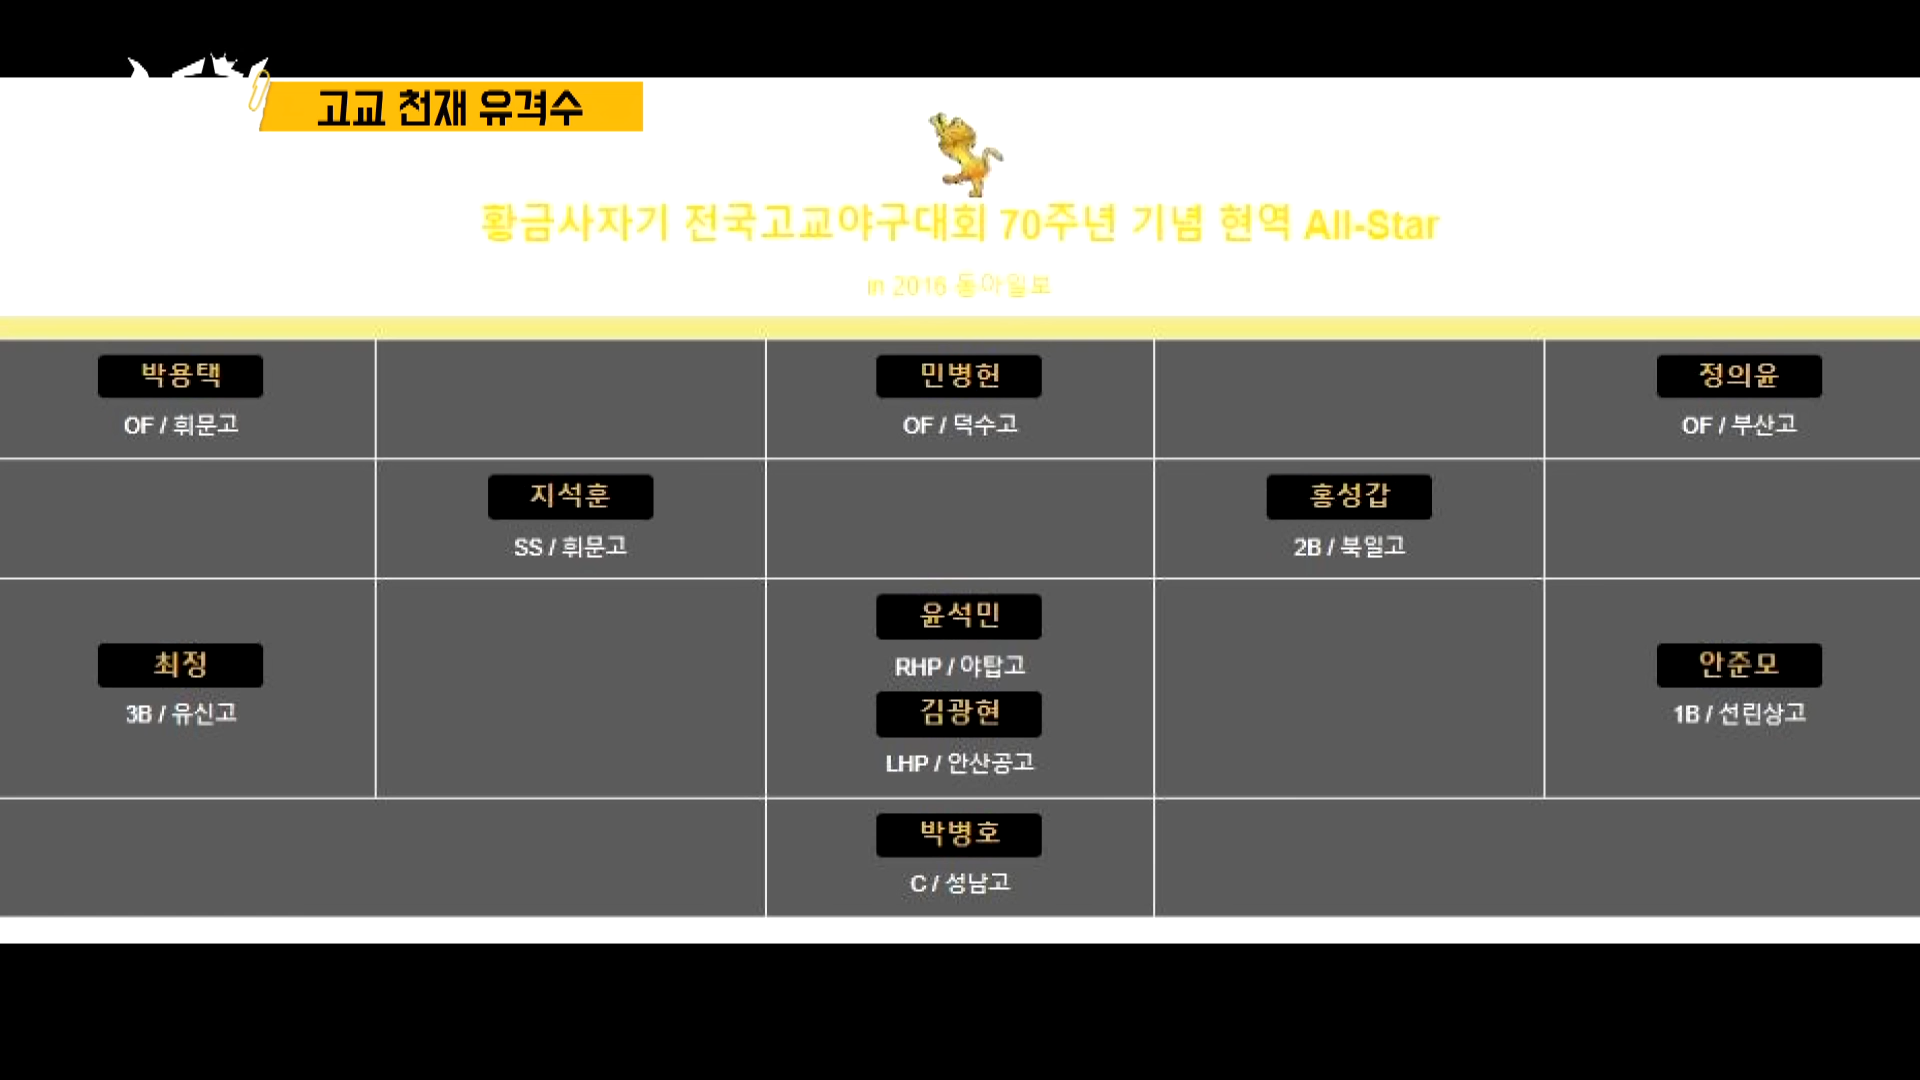 고교 천재 유격수
황금사자기 전국고교야구대회 70주년 기념 현역 All-Star
in 2016 동아일보
박용택
OF / 휘문고
민병헌
OF / 덕수고
정의윤
OF / 부산고
지석훈
SS / 휘문고
홍성갑
2B / 북일고
최정
3B / 유신고
윤석민
RHP / 야탑고
김광현
LHP / 안산공고
안준모
1B / 선린상고
박병호
C / 성남고